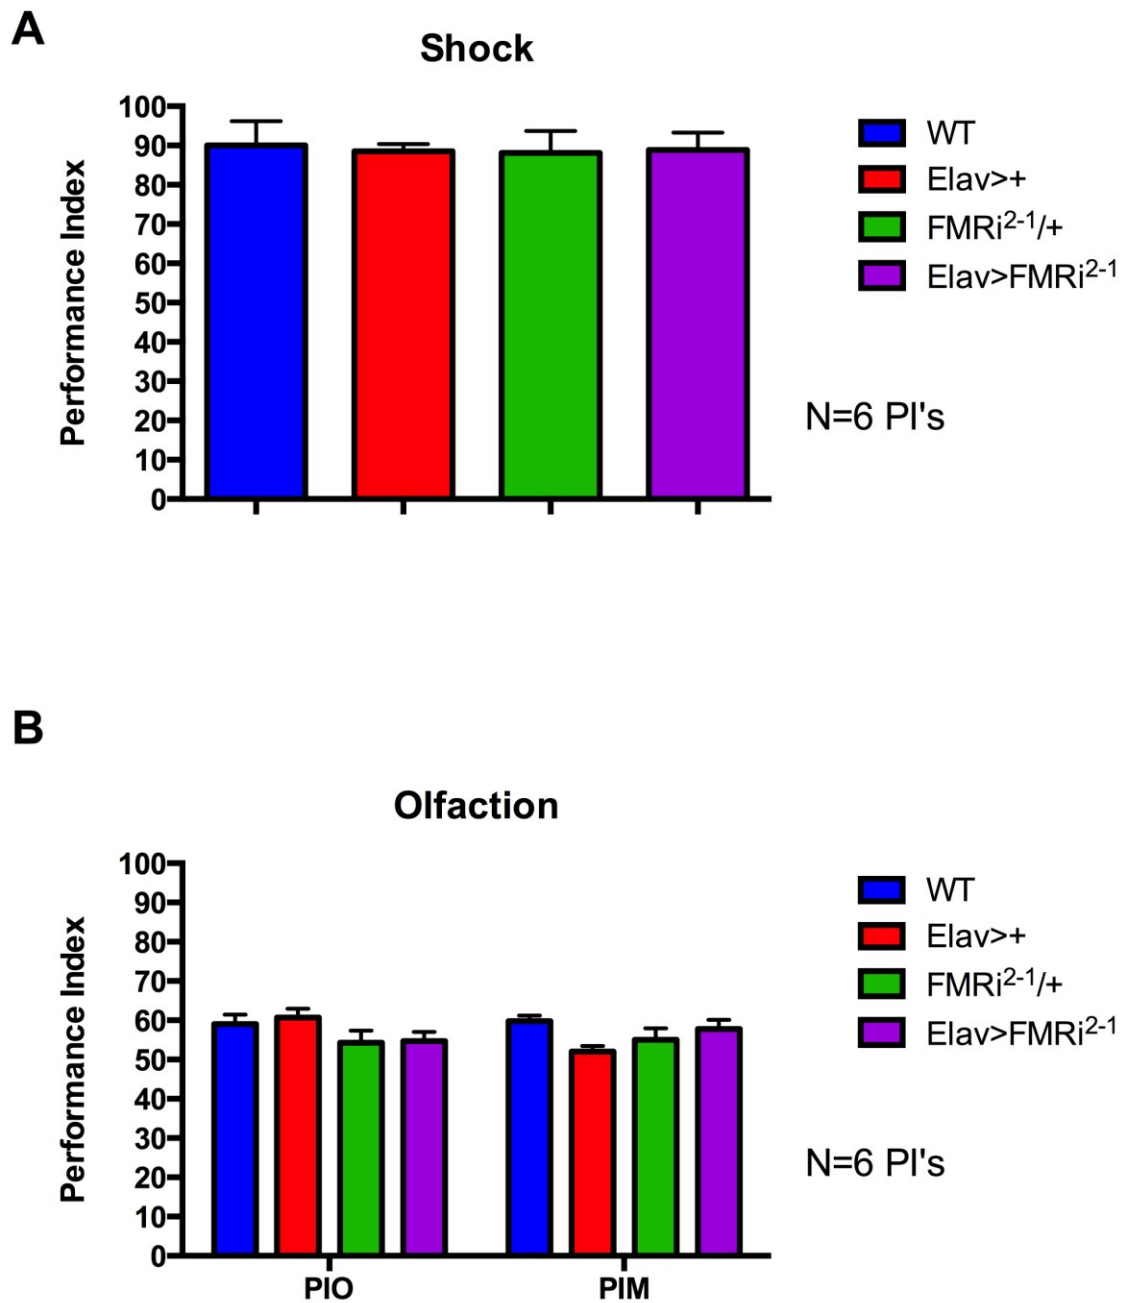 A
Shock
Performance Index
100
90
80
70
60
50
40
30
20
10
0
WT
Elav>+
FMRi²⁻¹/+
Elav>FMRi²⁻¹
N=6 PI's
B
Olfaction
Performance Index
100
90
80
70
60
50
40
30
20
10
0
PIO PIM
WT
Elav>+
FMRi²⁻¹/+
Elav>FMRi²⁻¹
N=6 PI's